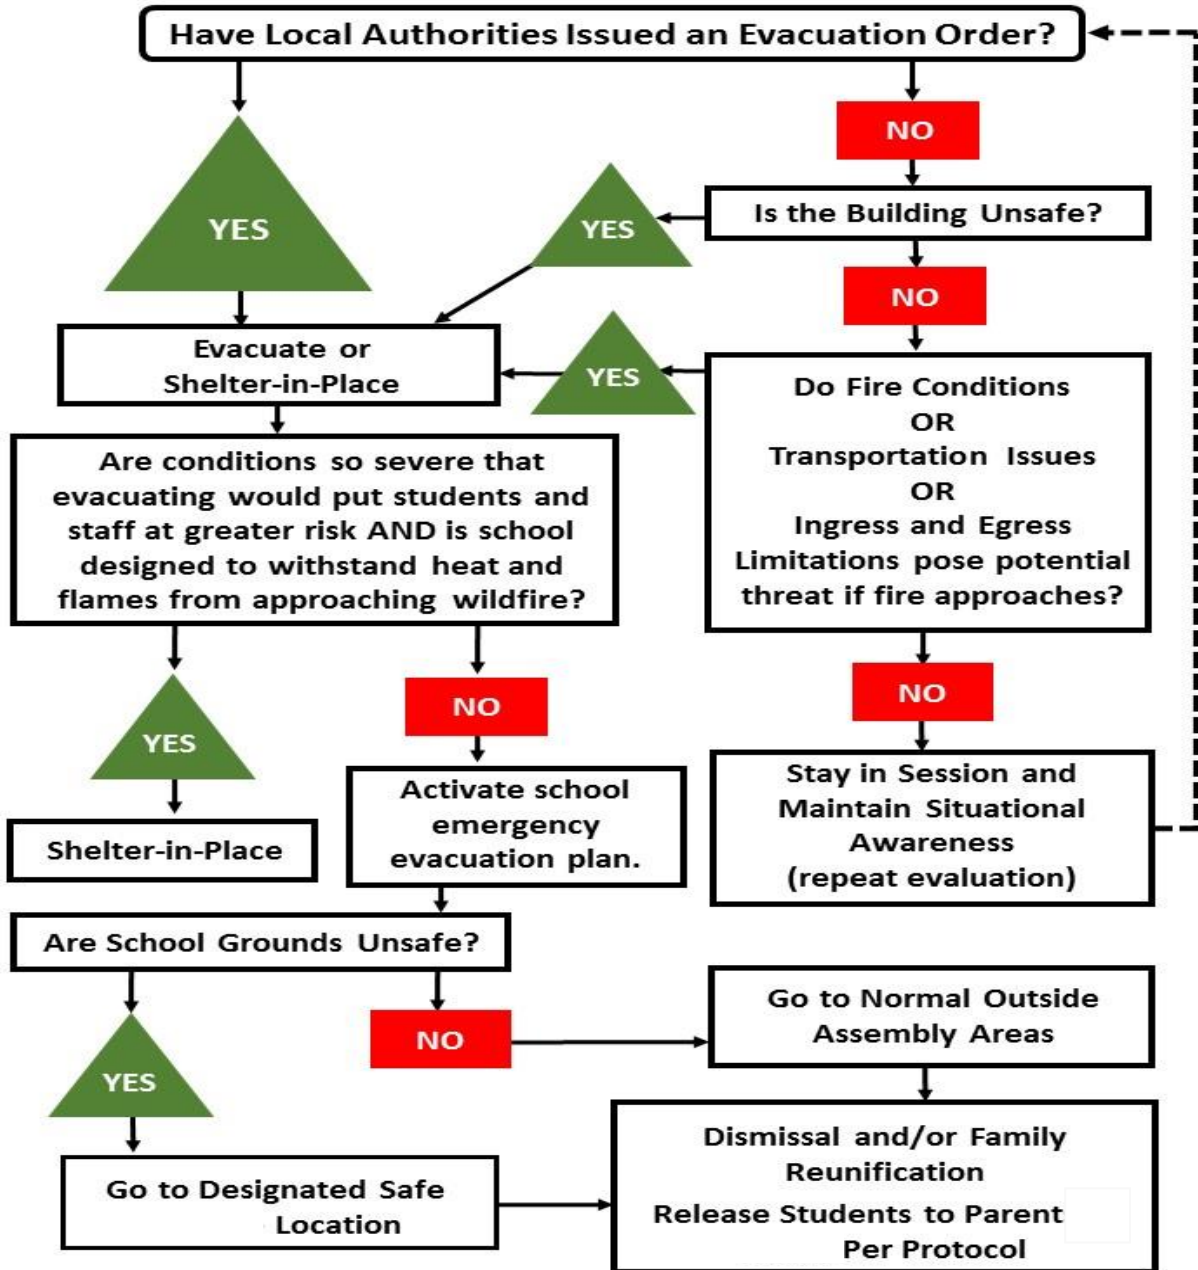 Have Local Authorities Issued an Evacuation Order?
YES
NO
Is the Building Unsafe?
YES
NO
Evacuate or
Shelter-in-Place
YES
Do Fire Conditions
OR
Transportation Issues
OR
Ingress and Egress
Limitations pose potential
threat if fire approaches?
Are conditions so severe that
evacuating would put students and
staff at greater risk AND is school
designed to withstand heat and
flames from approaching wildfire?
YES
NO
NO
Shelter-in-Place
Activate school
emergency
evacuation plan.
Stay in Session and
Maintain Situational
Awareness
(repeat evaluation)
Are School Grounds Unsafe?
YES
NO
Go to Normal Outside
Assembly Areas
Go to Designated Safe
Location
Dismissal and/or Family
Reunification
Release Students to Parent
Per Protocol